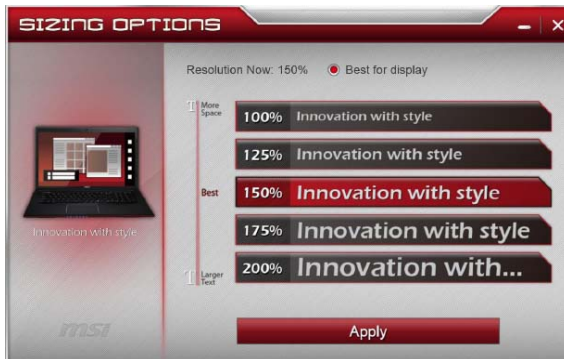 SIZING OPTIONS
Resolution Now: 150% Best for display
T More Space
100% Innovation with style
125% Innovation with style
Best 150% Innovation with style
175% Innovation with style
T Larger Text
200% Innovation with...
Innovation with style
msi
Apply